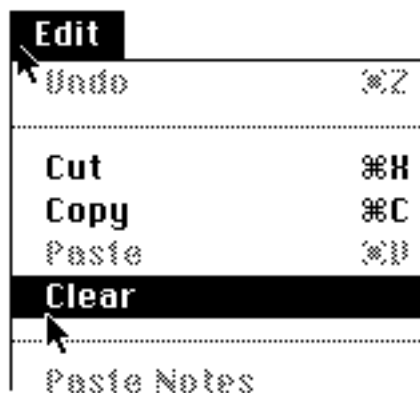 Edit
Undo ⌘Z
Cut ⌘X
Copy ⌘C
Paste ⌘V
Clear
Paste Notes